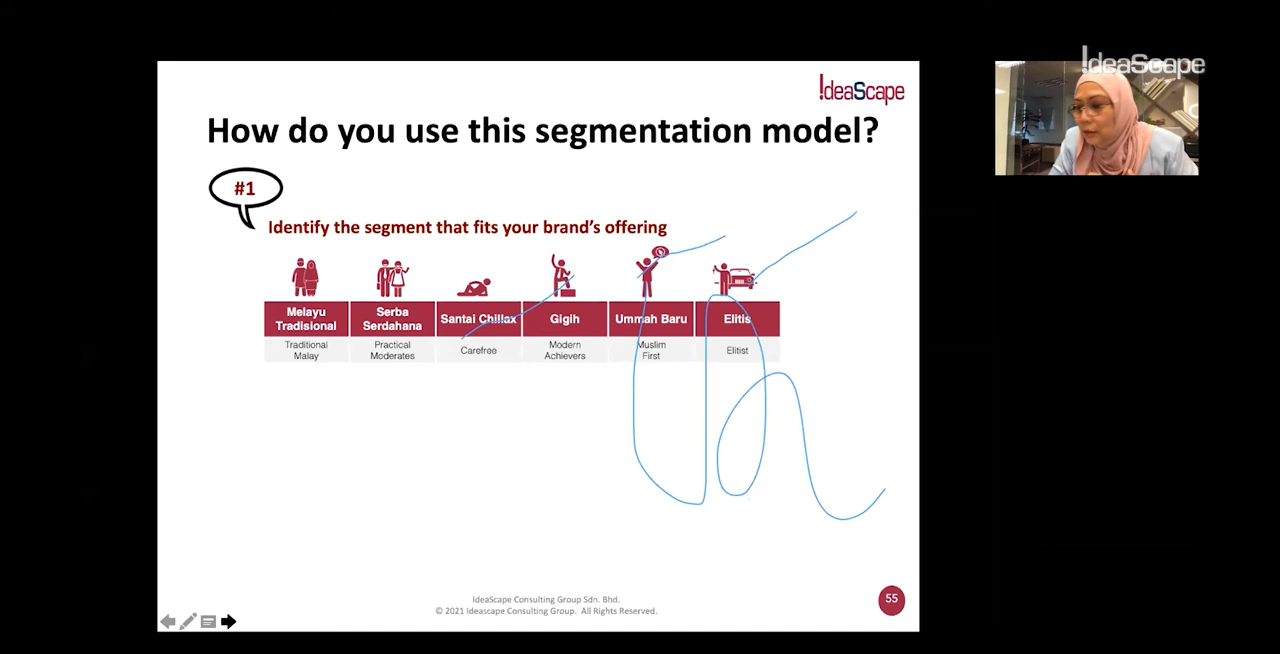 !deaScape
!deaScape
How do you use this segmentation model?
#1
Identify the segment that fits your brand's offering
Melayu Tradisional
Serba Serdahana
Santai Chillax
Gigih
Ummah Baru
Elitis
Traditional Malay
Practical Moderates
Carefree
Modern Achievers
Muslim First
Elitist
IdeaScape Consulting Group Sdn. Bhd.
© 2021 Ideascape Consulting Group. All Rights Reserved.
55